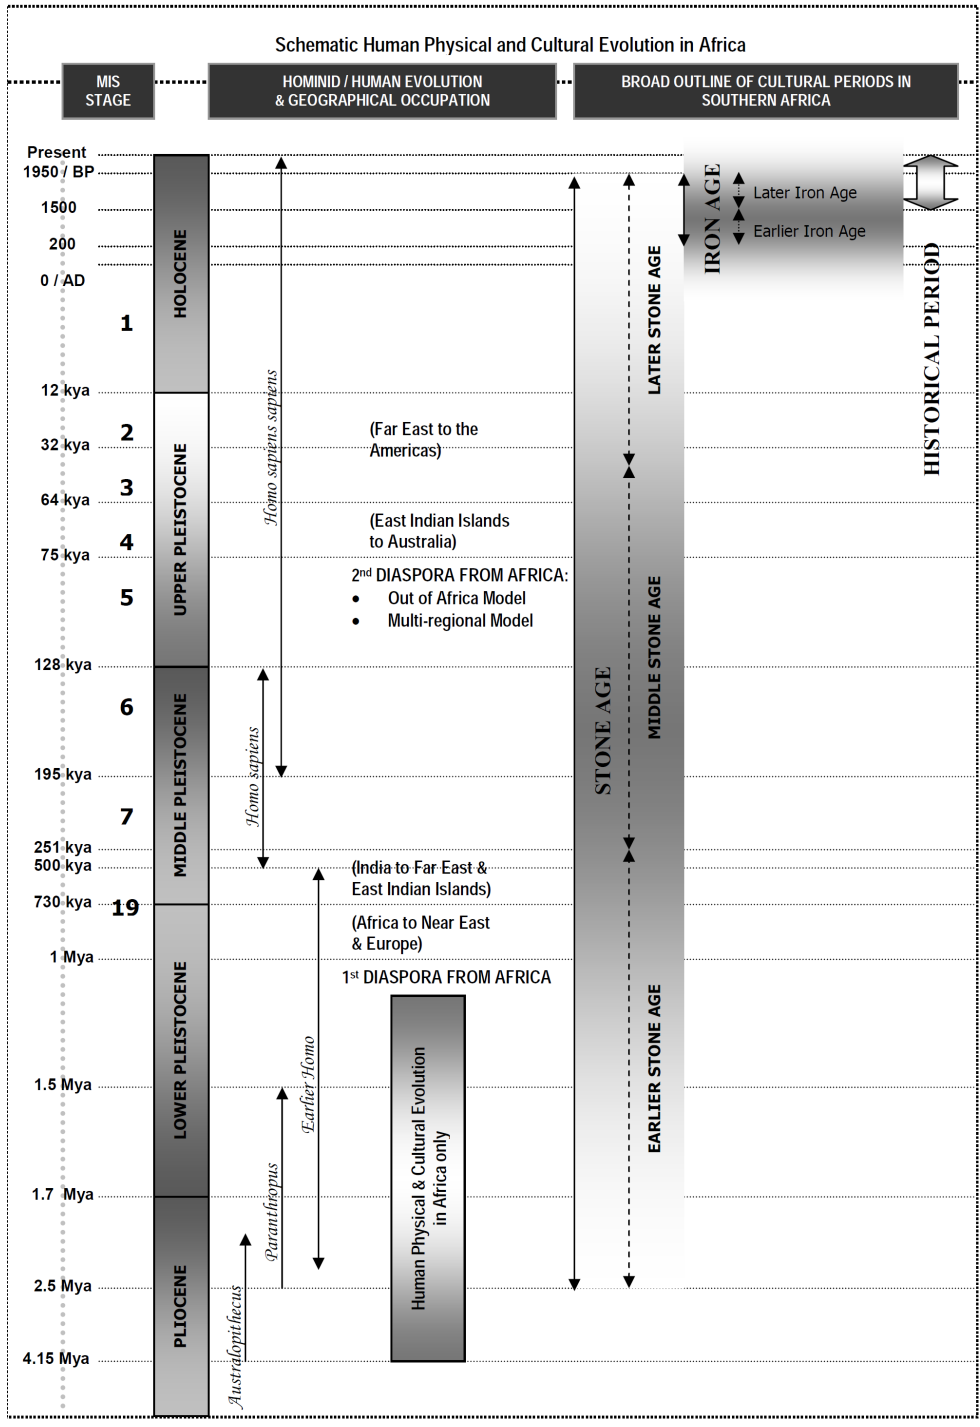 Schematic Human Physical and Cultural Evolution in Africa
MIS
STAGE
HOMINID / HUMAN EVOLUTION
& GEOGRAPHICAL OCCUPATION
BROAD OUTLINE OF CULTURAL PERIODS IN
SOUTHERN AFRICA
Present
1950 / BP
1500
200
0 / AD
12 kya
32 kya
64 kya
75 kya
128 kya
195 kya
251 kya
500 kya
730 kya
1 Mya
1.5 Mya
1.7 Mya
2.5 Mya
4.15 Mya
1
2
3
4
5
6
7
19
HOLOCENE
UPPER PLEISTOCENE
MIDDLE PLEISTOCENE
LOWER PLEISTOCENE
PLIOCENE
Homo sapiens sapiens
Homo sapiens
Earlier Homo
Paranthropus
Australopithecus
(Far East to the
Americas)
(East Indian Islands
to Australia)
2nd DIASPORA FROM AFRICA:
• Out of Africa Model
• Multi-regional Model
(India to Far East &
East Indian Islands)
(Africa to Near East
& Europe)
1st DIASPORA FROM AFRICA
Human Physical & Cultural Evolution
in Africa only
STONE AGE
LATER STONE AGE
MIDDLE STONE AGE
EARLIER STONE AGE
IRON AGE
Later Iron Age
Earlier Iron Age
HISTORICAL PERIOD